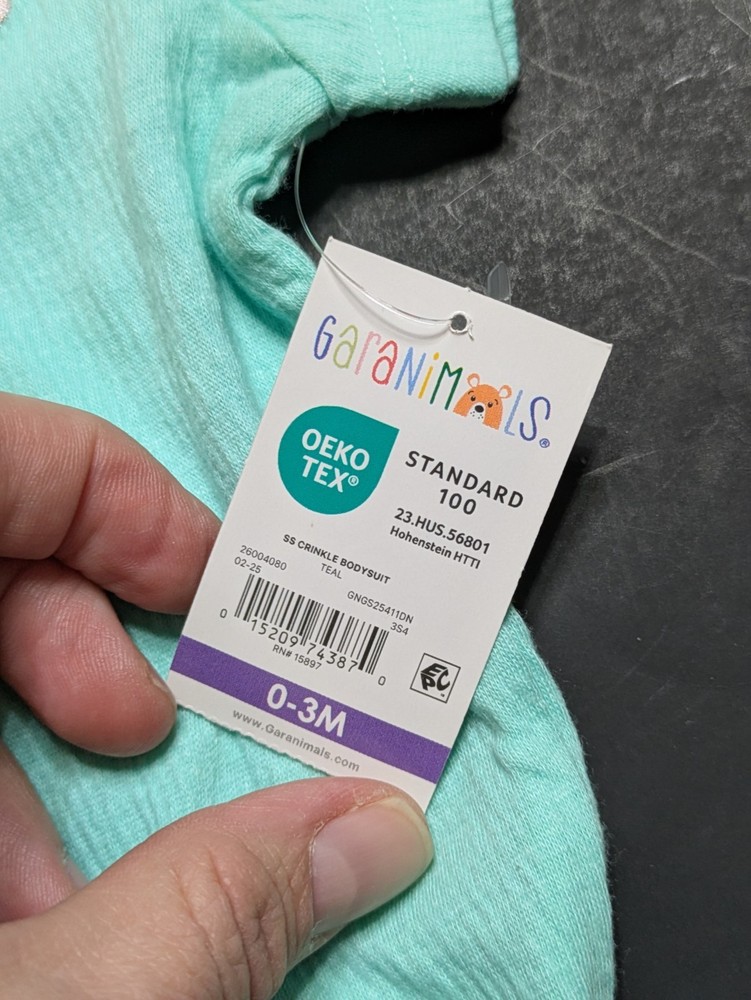 GaraNiMALS®
OEKO
TEX®
STANDARD
100
23.HUS.56801
Hohenstein HTTI
SS CRINKLE BODYSUIT
TEAL
26004080
02-25
GNGS25411DN
3S4
0 15209 74387 0
RN# 15897
EPC™
0-3M
www.Garanimals.com